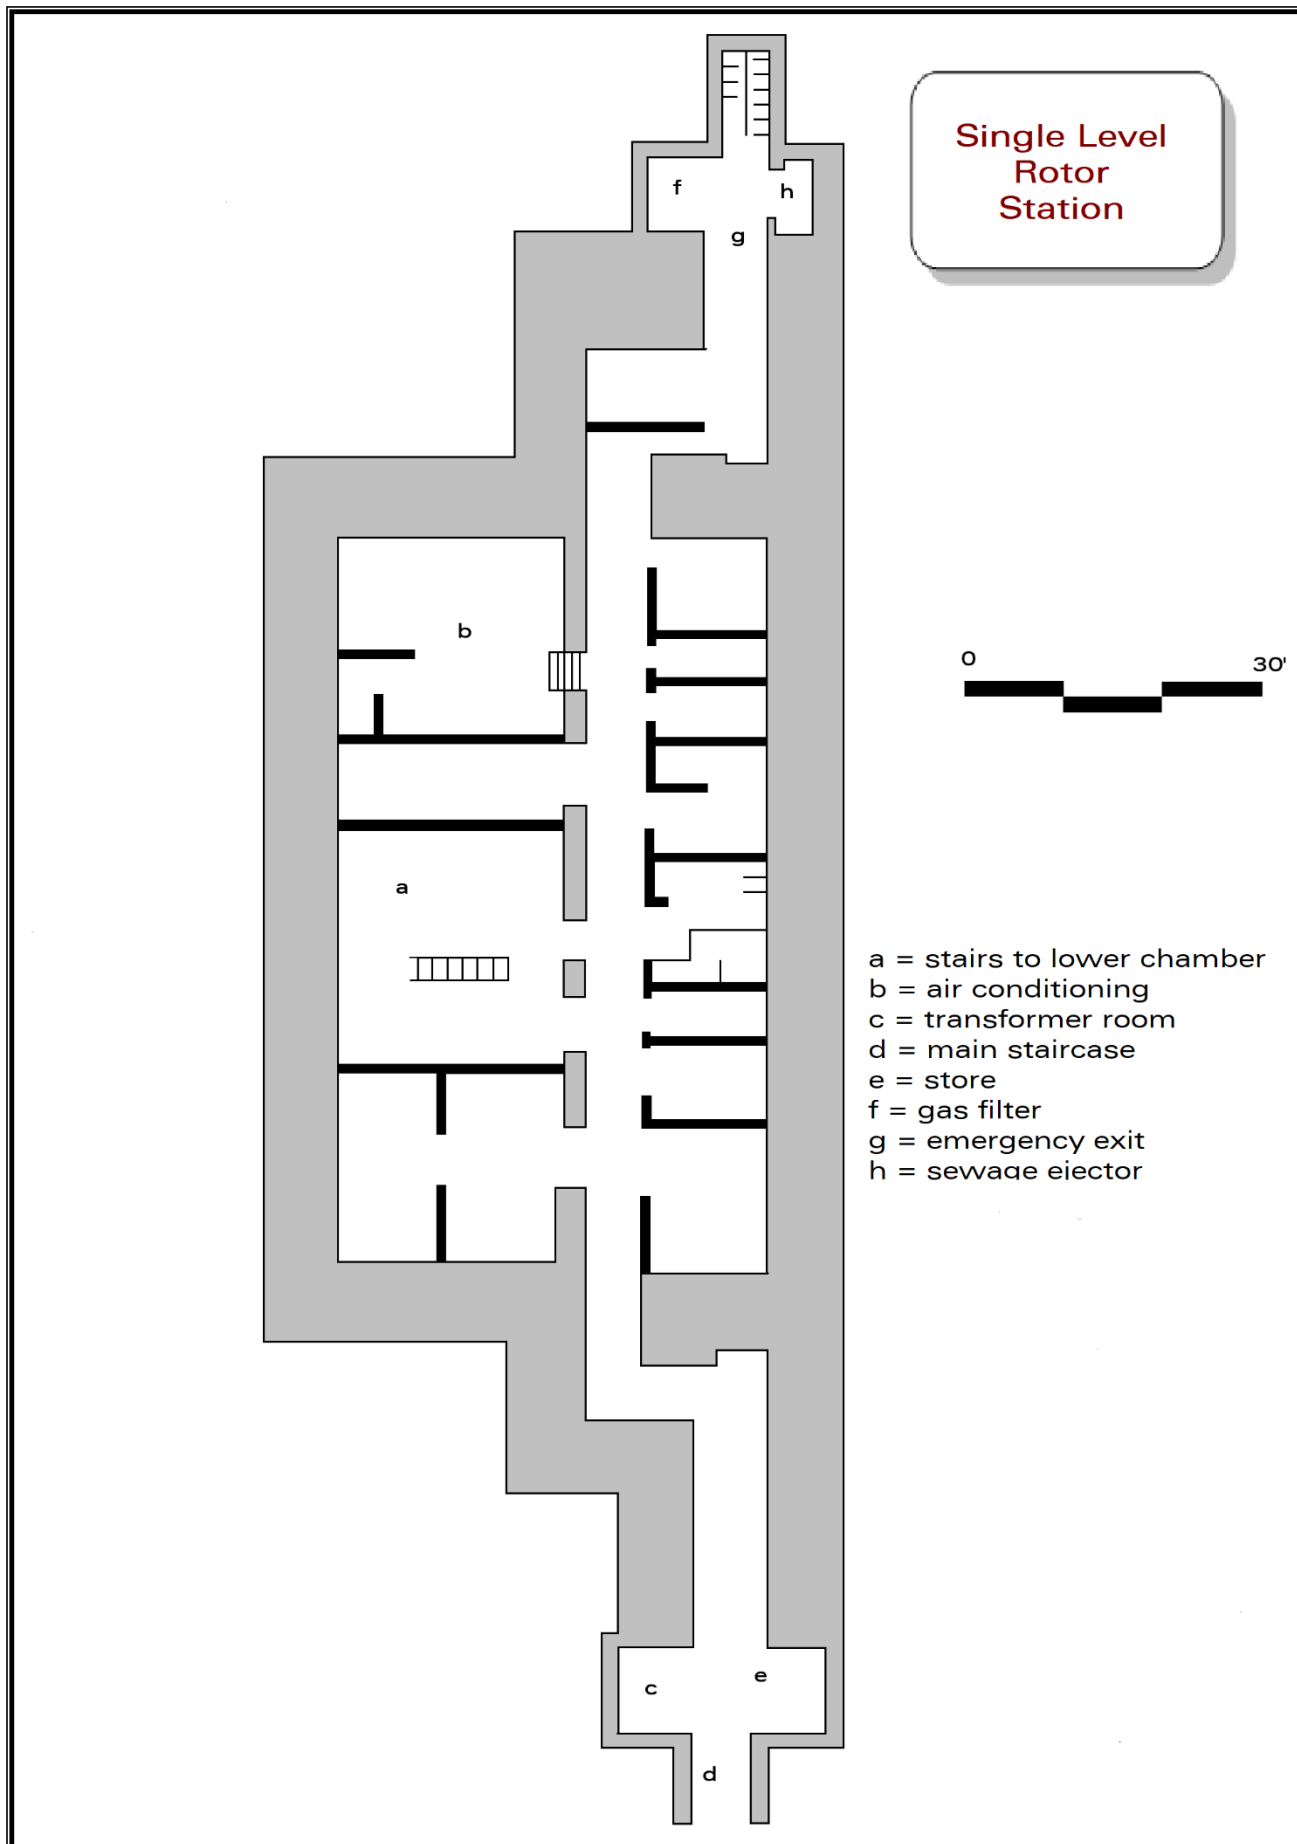 Single Level
Rotor
Station
f
h
g
b
0
30'
a
a = stairs to lower chamber
b = air conditioning
c = transformer room
d = main staircase
e = store
f = gas filter
g = emergency exit
h = sewage ejector
e
c
d